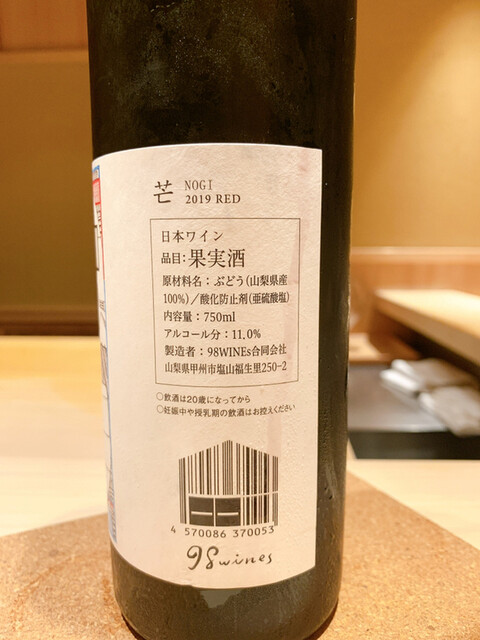 芒 NOGI
2019 RED
日本ワイン
品目:果実酒
原材料名：ぶどう(山梨県産
100%)／酸化防止剤(亜硫酸塩)
内容量：750ml
アルコール分：11.0%
製造者：98WINEs合同会社
山梨県甲州市塩山福生里250-2
○飲酒は20歳になってから
○妊娠中や授乳期の飲酒はお控えください
4 570086 370053
98wines